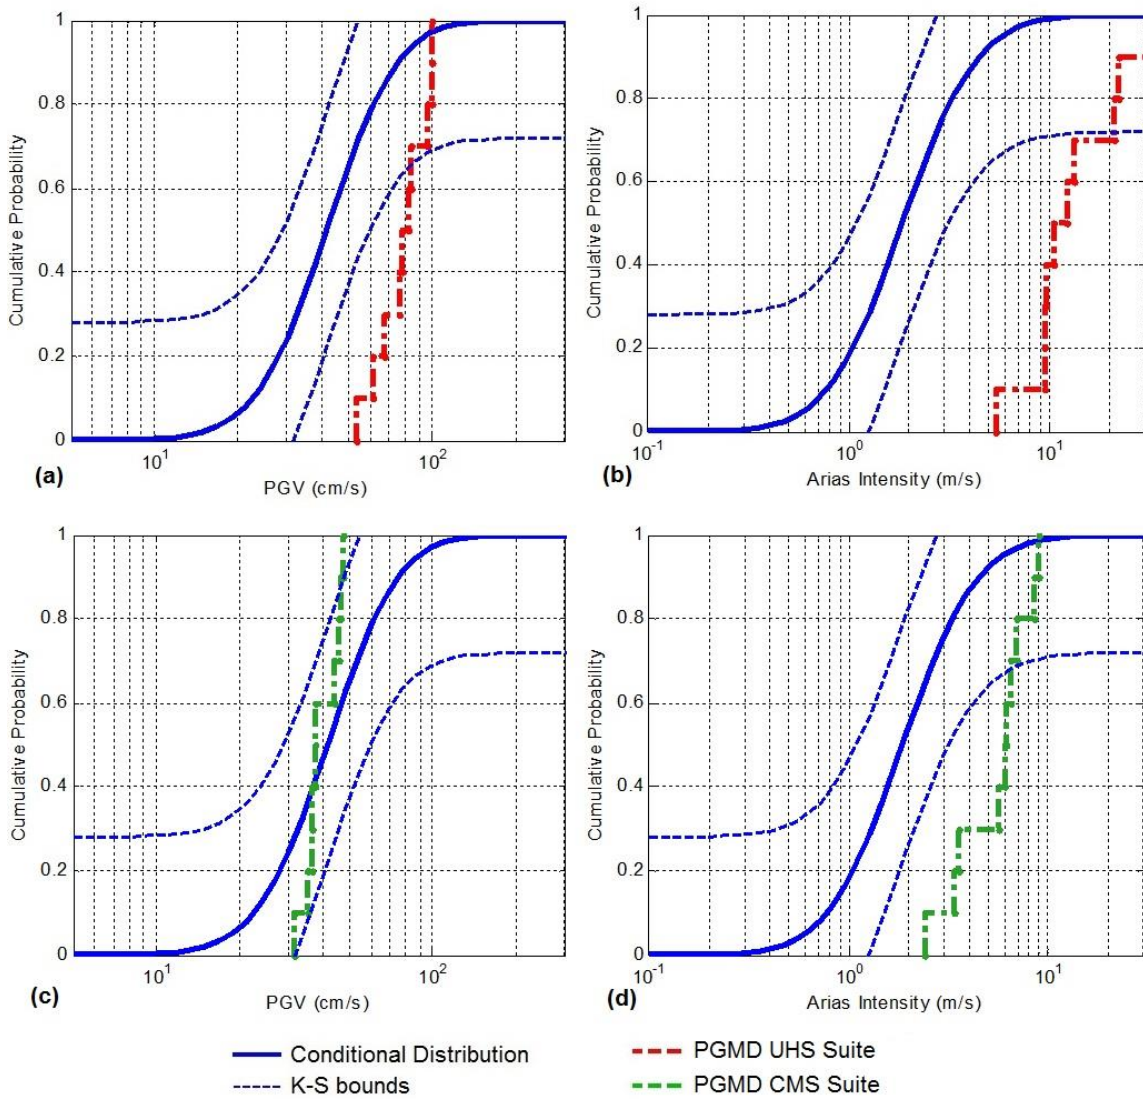 1
0.8
0.6
0.4
0.2
0
Cumulative Probability
10^1
10^2
PGV (cm/s)
(a)
1
0.8
0.6
0.4
0.2
0
Cumulative Probability
10^-1
10^0
10^1
Arias Intensity (m/s)
(b)
1
0.8
0.6
0.4
0.2
0
Cumulative Probability
10^1
10^2
PGV (cm/s)
(c)
1
0.8
0.6
0.4
0.2
0
Cumulative Probability
10^-1
10^0
10^1
Arias Intensity (m/s)
(d)
Conditional Distribution
K-S bounds
PGMD UHS Suite
PGMD CMS Suite